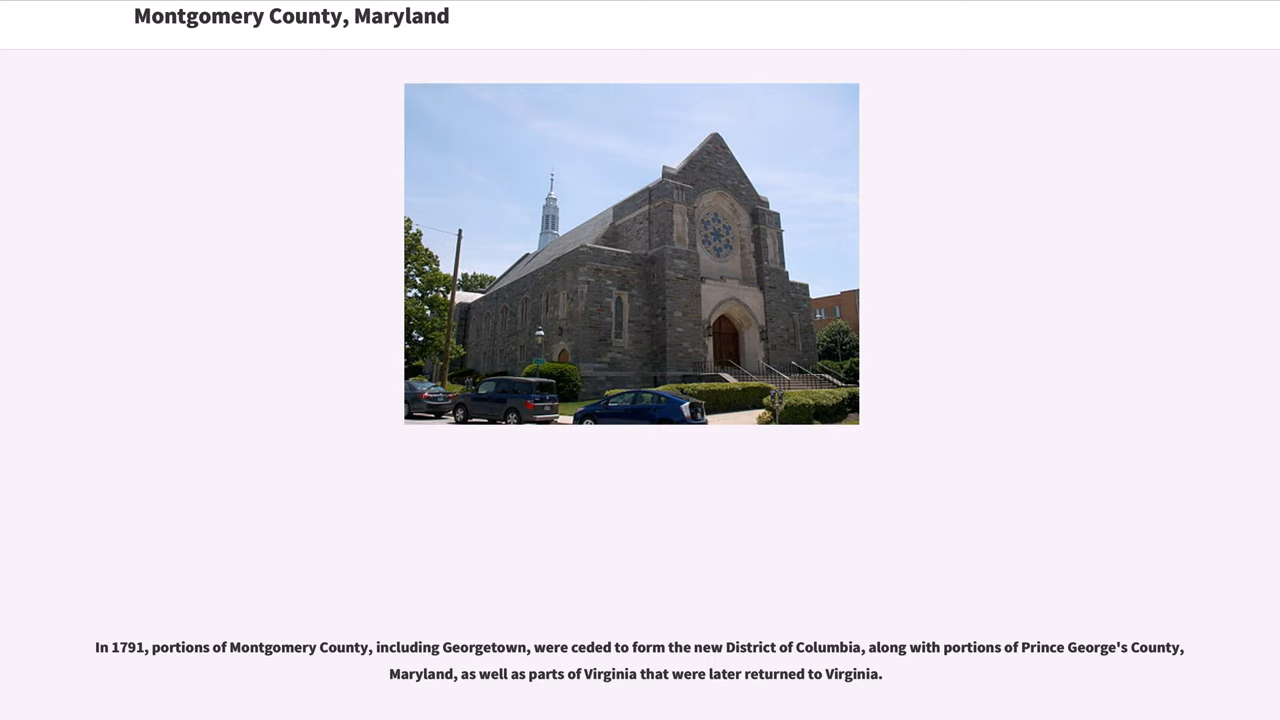 Montgomery County, Maryland
In 1791, portions of Montgomery County, including Georgetown, were ceded to form the new District of Columbia, along with portions of Prince George's County,
Maryland, as well as parts of Virginia that were later returned to Virginia.